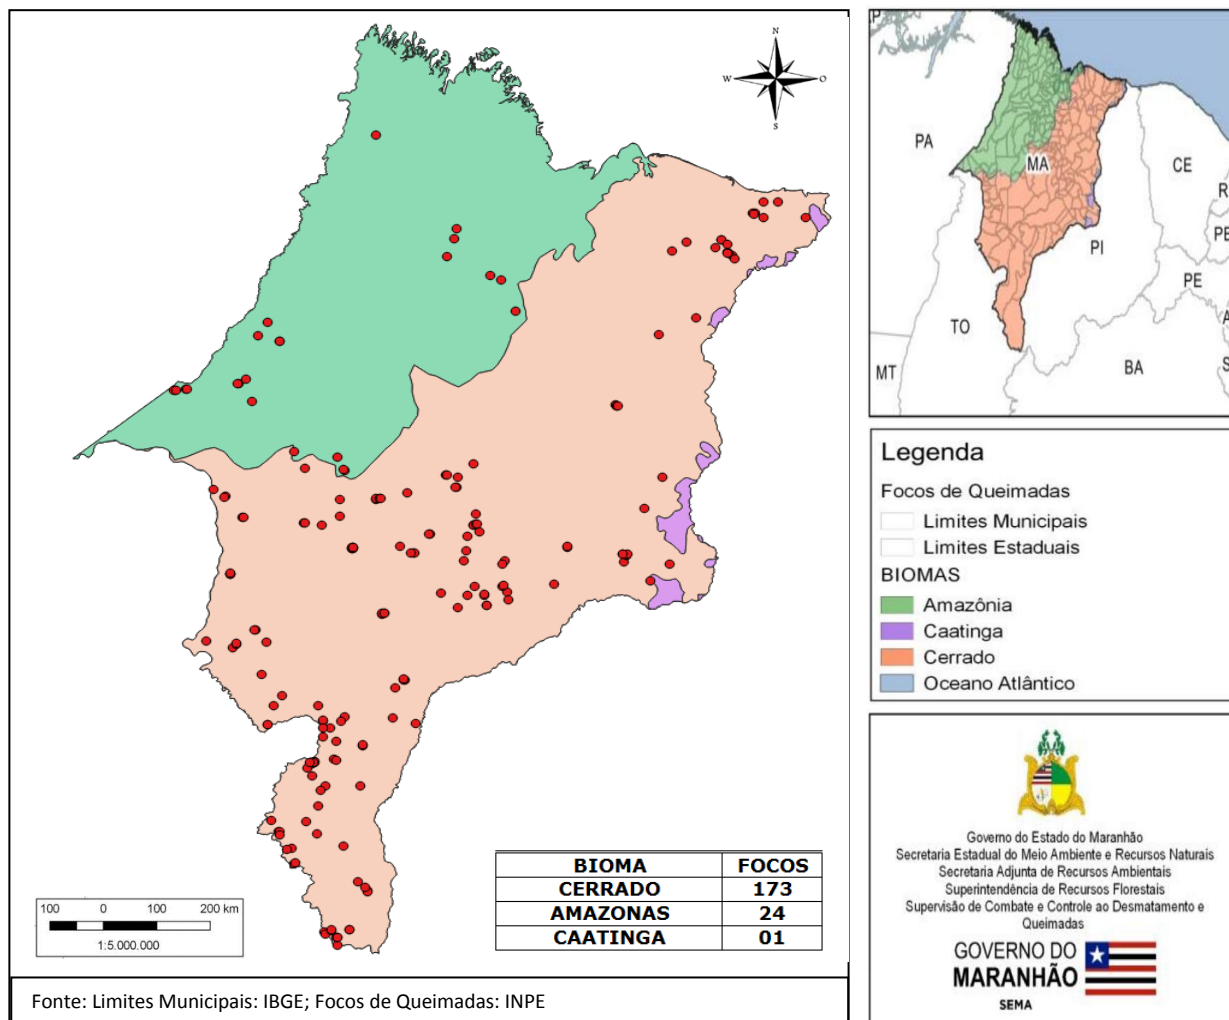 N
W
O
S
BIOMA FOCOS
CERRADO 173
AMAZONAS 24
CAATINGA 01
100 0 100 200 km
1:5.000.000
Fonte: Limites Municipais: IBGE; Focos de Queimadas: INPE
PA
MA
CE
PI
PE
TO
BA
MT
Legenda
Focos de Queimadas
Limites Municipais
Limites Estaduais
BIOMAS
Amazônia
Caatinga
Cerrado
Oceano Atlântico
Governo do Estado do Maranhão
Secretaria Estadual do Meio Ambiente e Recursos Naturais
Secretaria Adjunta de Recursos Ambientais
Superintendência de Recursos Florestais
Supervisão de Combate e Controle ao Desmatamento e
Queimadas
GOVERNO DO
MARANHÃO
SEMA